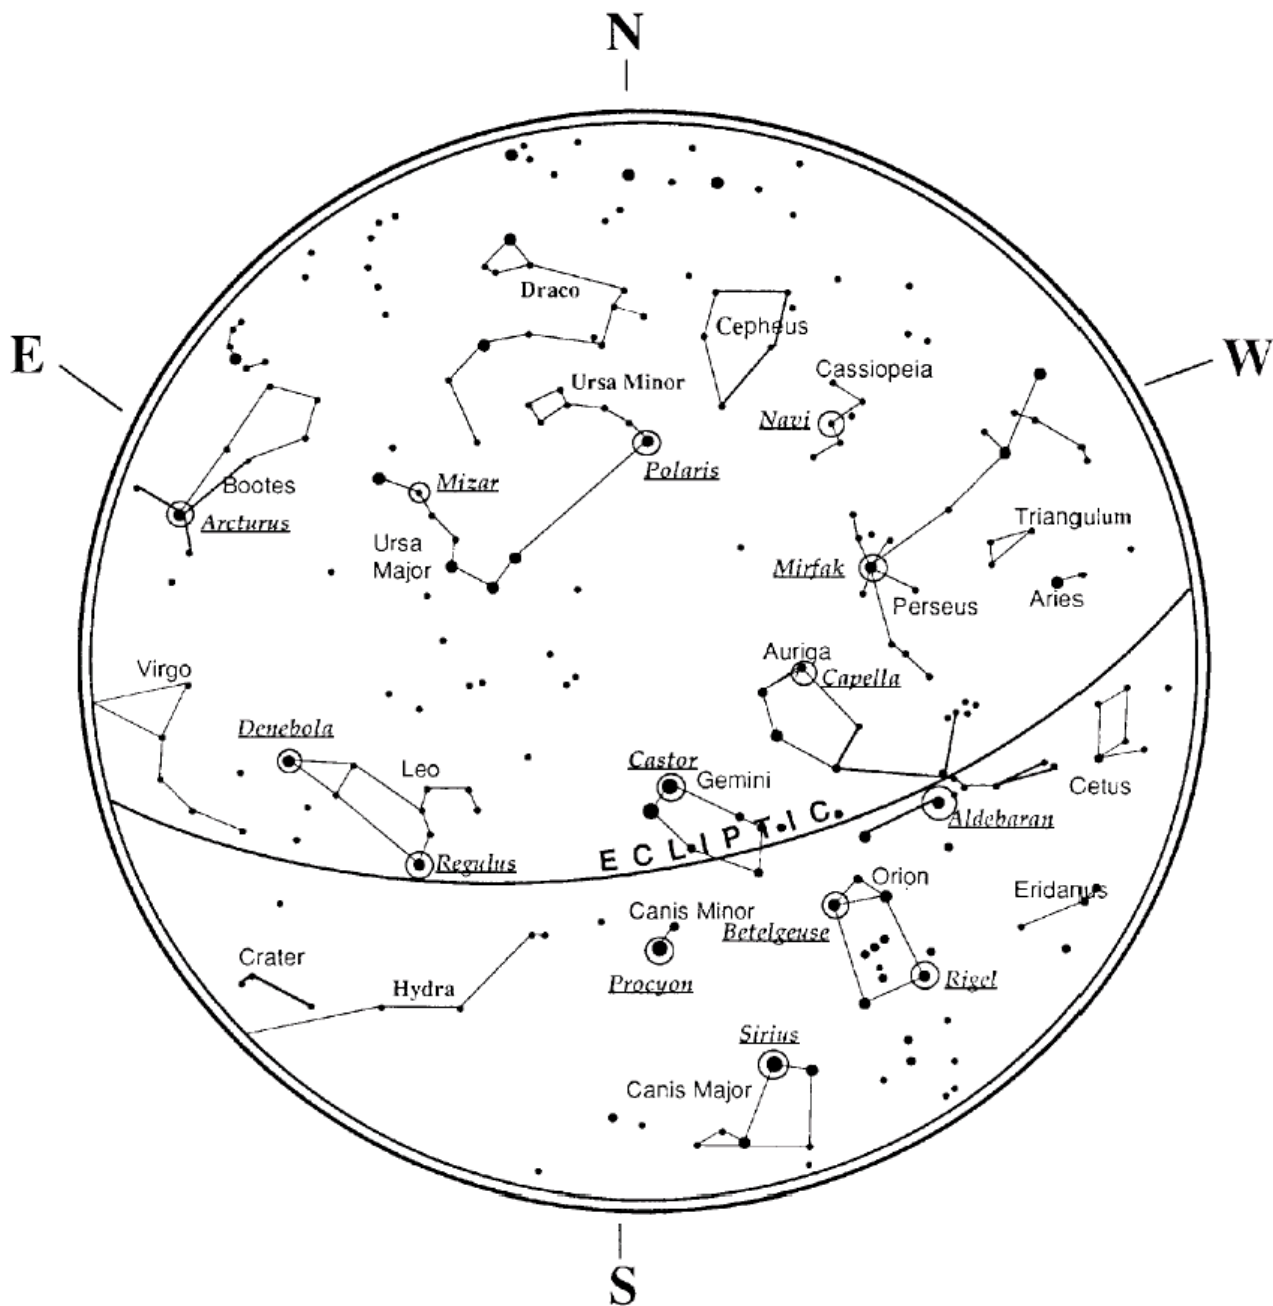 N
Draco
Cepheus
E
W
Ursa Minor
Cassiopeia
Navi
Polaris
Mizar
Bootes
Arcturus
Triangulum
Ursa
Major
Mirfak
Perseus
Aries
Virgo
Auriga
Capella
Denebola
Leo
Castor
Gemini
Cetus
ECLIPTIC
Aldebaran
Regulus
Orion
Eridanus
Canis Minor
Betelgeuse
Crater
Hydra
Procyon
Rigel
Sirius
Canis Major
S